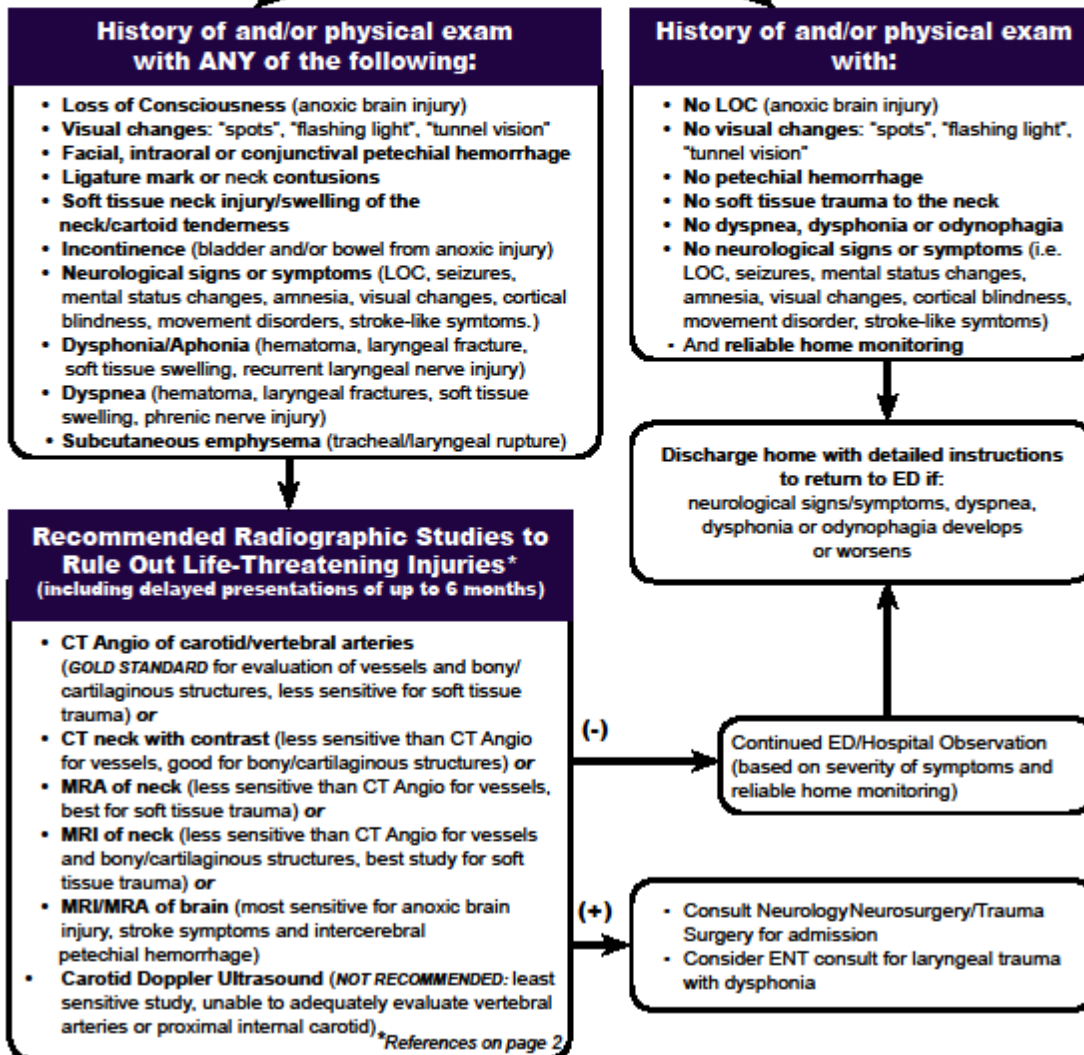 History of and/or physical exam
with ANY of the following:
• Loss of Consciousness (anoxic brain injury)
• Visual changes: "spots", "flashing light", "tunnel vision"
• Facial, intraoral or conjunctival petechial hemorrhage
• Ligature mark or neck contusions
• Soft tissue neck injury/swelling of the
neck/cartoid tenderness
• Incontinence (bladder and/or bowel from anoxic injury)
• Neurological signs or symptoms (LOC, seizures,
mental status changes, amnesia, visual changes, cortical
blindness, movement disorders, stroke-like symtoms.)
• Dysphonia/Aphonia (hematoma, laryngeal fracture,
soft tissue swelling, recurrent laryngeal nerve injury)
• Dyspnea (hematoma, laryngeal fractures, soft tissue
swelling, phrenic nerve injury)
• Subcutaneous emphysema (tracheal/laryngeal rupture)
History of and/or physical exam
with:
• No LOC (anoxic brain injury)
• No visual changes: "spots", "flashing light",
"tunnel vision"
• No petechial hemorrhage
• No soft tissue trauma to the neck
• No dyspnea, dysphonia or odynophagia
• No neurological signs or symptoms (i.e.
LOC, seizures, mental status changes,
amnesia, visual changes, cortical blindness,
movement disorder, stroke-like symtoms)
• And reliable home monitoring
Discharge home with detailed instructions
to return to ED if:
neurological signs/symptoms, dyspnea,
dysphonia or odynophagia develops
or worsens
Recommended Radiographic Studies to
Rule Out Life-Threatening Injuries*
(including delayed presentations of up to 6 months)
• CT Angio of carotid/vertebral arteries
(GOLD STANDARD for evaluation of vessels and bony/
cartilaginous structures, less sensitive for soft tissue
trauma) or
• CT neck with contrast (less sensitive than CT Angio
for vessels, good for bony/cartilaginous structures) or
• MRA of neck (less sensitive than CT Angio for vessels,
best for soft tissue trauma) or
• MRI of neck (less sensitive than CT Angio for vessels
and bony/cartilaginous structures, best study for soft
tissue trauma) or
• MRI/MRA of brain (most sensitive for anoxic brain
injury, stroke symptoms and intercerebral
petechial hemorrhage)
• Carotid Doppler Ultrasound (NOT RECOMMENDED: least
sensitive study, unable to adequately evaluate vertebral
arteries or proximal internal carotid)
*References on page 2
(-)
Continued ED/Hospital Observation
(based on severity of symptoms and
reliable home monitoring)
(+)
• Consult NeurologyNeurosurgery/Trauma
Surgery for admission
• Consider ENT consult for laryngeal trauma
with dysphonia